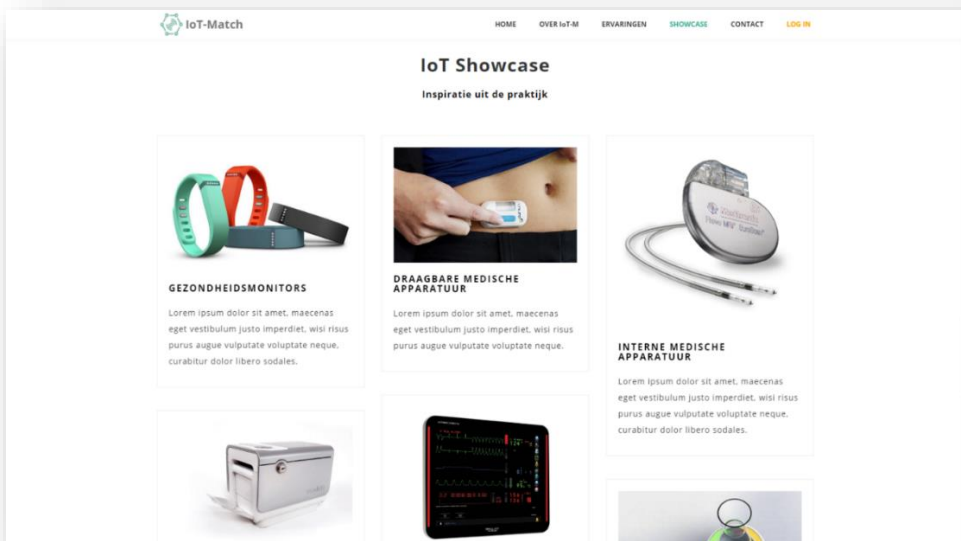 IoT-Match
HOME OVER IoT-M ERVARINGEN SHOWCASE CONTACT LOG IN
IoT Showcase
Inspiratie uit de praktijk
GEZONDHEIDSMONITORS
Lorem ipsum dolor sit amet, maecenas
eget vestibulum justo imperdiet, wisi risus
purus augue vulputate voluptate neque,
curabitur dolor libero sodales.
DRAAGBARE MEDISCHE
APPARATUUR
Lorem ipsum dolor sit amet, maecenas
eget vestibulum justo imperdiet, wisi risus
purus augue vulputate voluptate neque.
INTERNE MEDISCHE
APPARATUUR
Lorem ipsum dolor sit amet, maecenas
eget vestibulum justo imperdiet, wisi risus
purus augue vulputate voluptate neque,
curabitur dolor libero sodales.